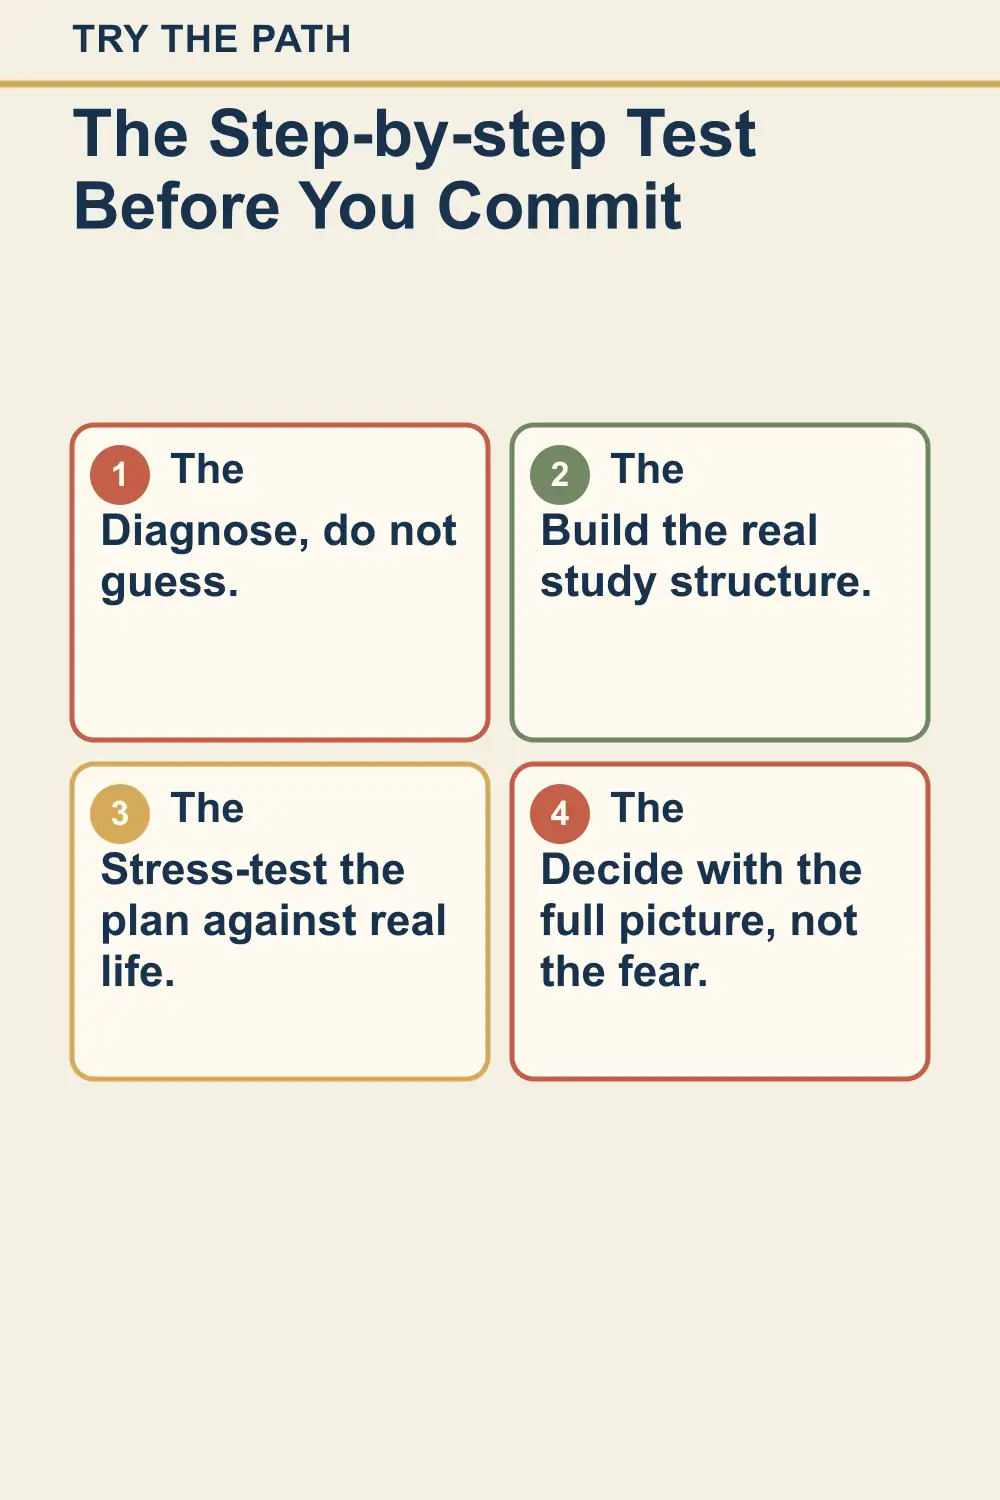 TRY THE PATH
The Step-by-step Test
Before You Commit
1 The
Diagnose, do not
guess.
2 The
Build the real
study structure.
3 The
Stress-test the
plan against real
life.
4 The
Decide with the
full picture, not
the fear.